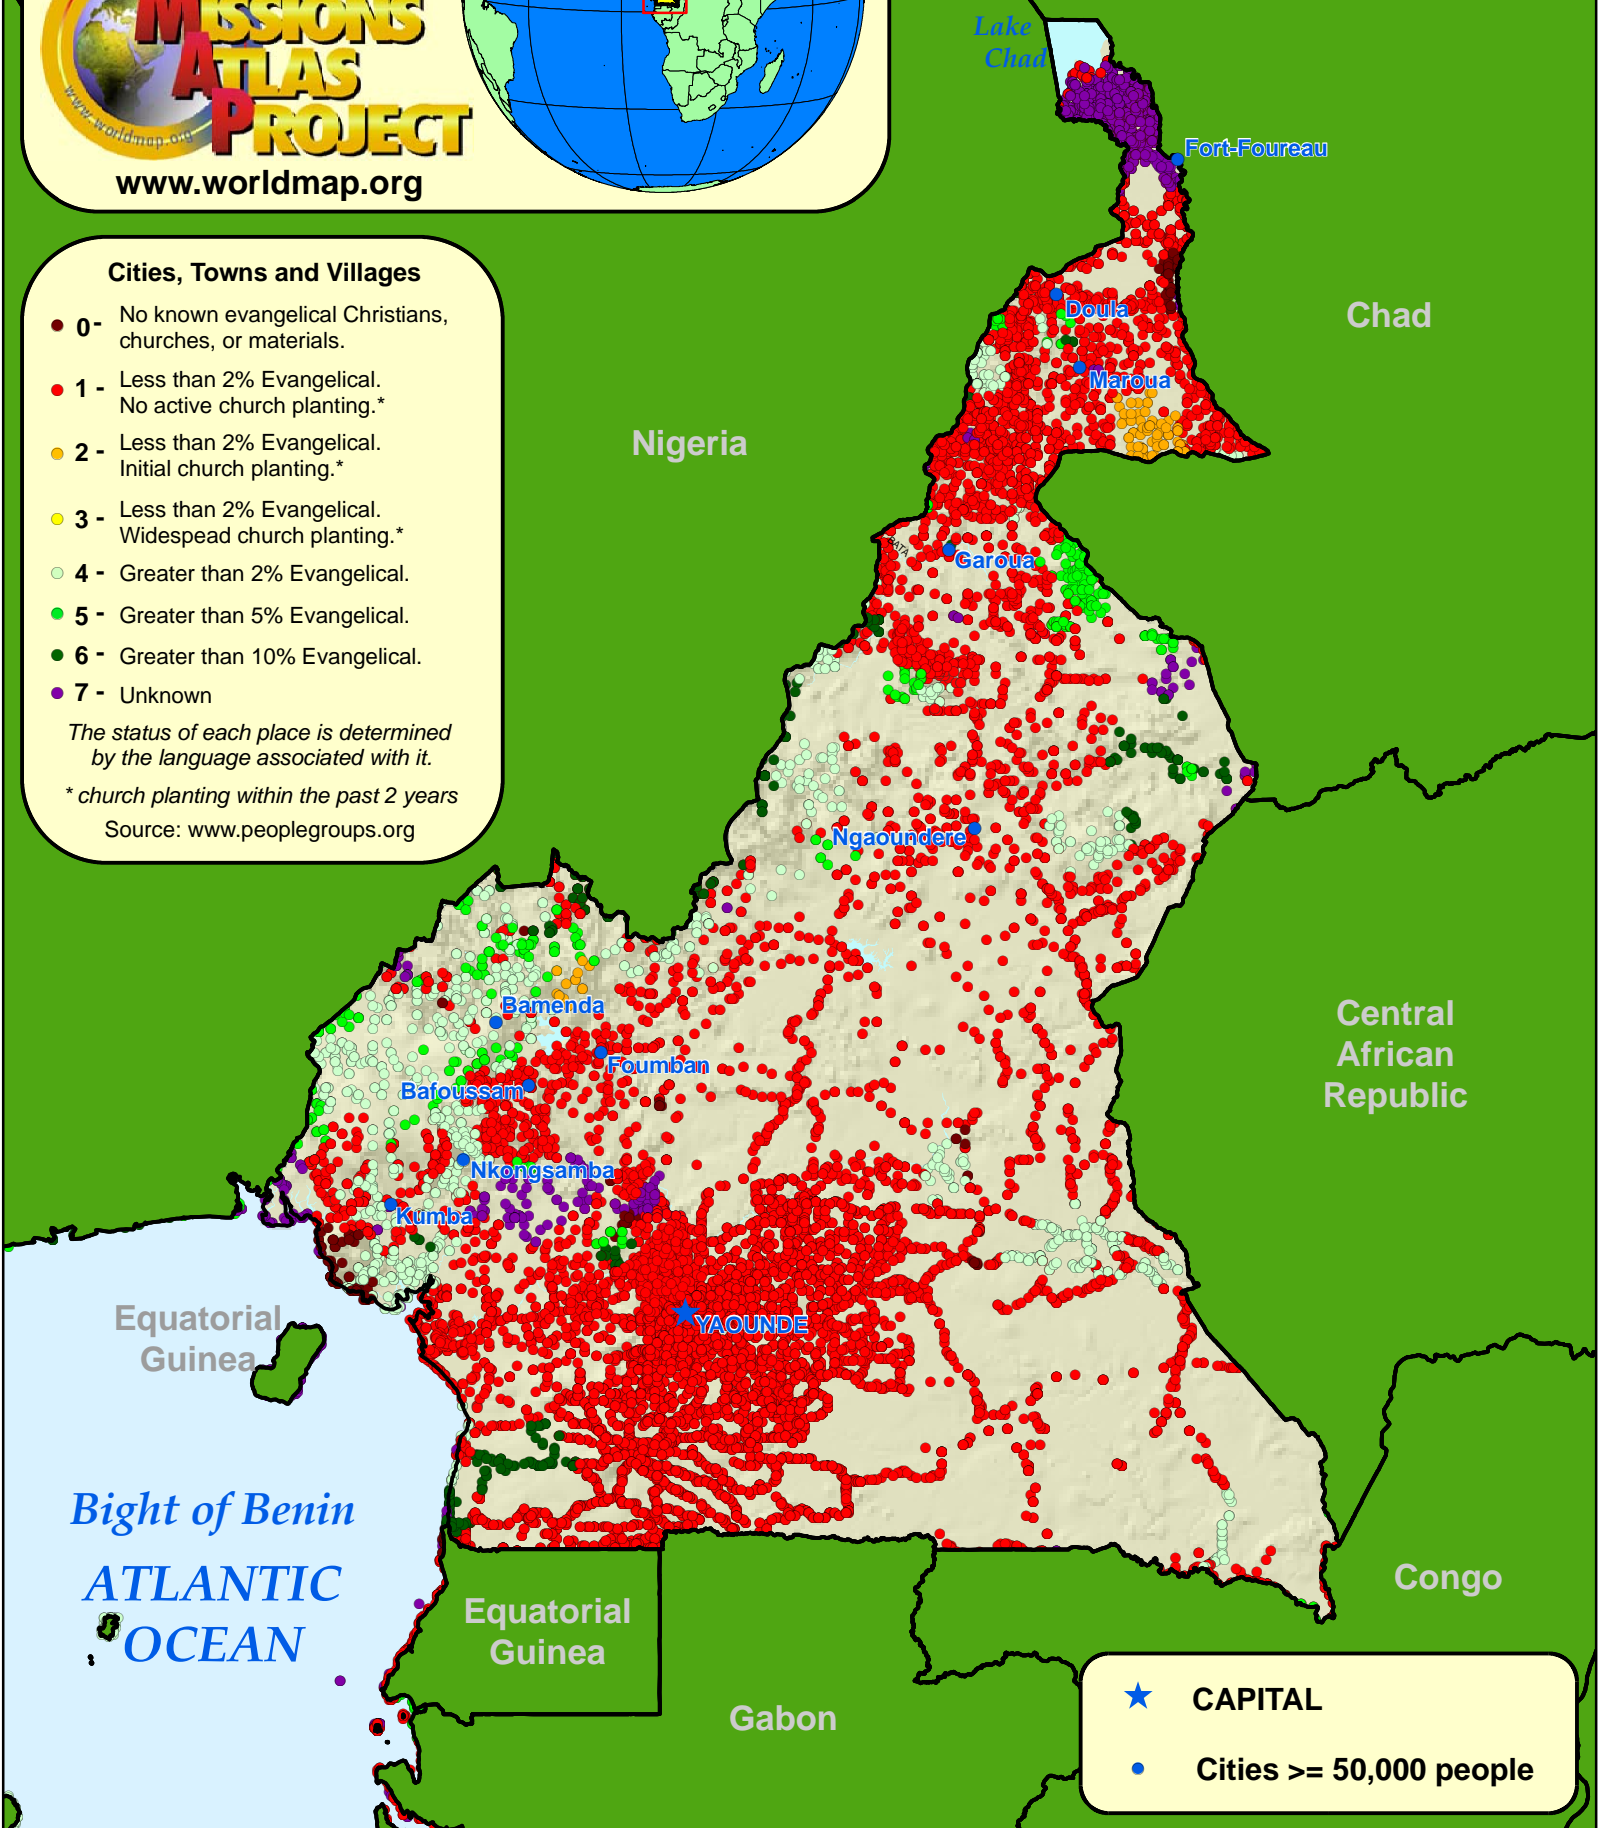 MISSIONS
ATLAS
PROJECT
www.worldmap.org
www.worldmap.org
Cities, Towns and Villages
0 - No known evangelical Christians,
churches, or materials.
1 - Less than 2% Evangelical.
No active church planting.*
2 - Less than 2% Evangelical.
Initial church planting.*
3 - Less than 2% Evangelical.
Widespead church planting.*
4 - Greater than 2% Evangelical.
5 - Greater than 5% Evangelical.
6 - Greater than 10% Evangelical.
7 - Unknown
The status of each place is determined
by the language associated with it.
* church planting within the past 2 years
Source: www.peoplegroups.org
Lake
Chad
Fort-Foureau
Chad
Doula
Maroua
Nigeria
BATA
Garoua
Ngaoundere
Bamenda
Foumban
Bafoussam
Nkongsamba
Kumba
YAOUNDE
Central
African
Republic
Equatorial
Guinea
Bight of Benin
ATLANTIC
OCEAN
Equatorial
Guinea
Gabon
Congo
CAPITAL
Cities >= 50,000 people